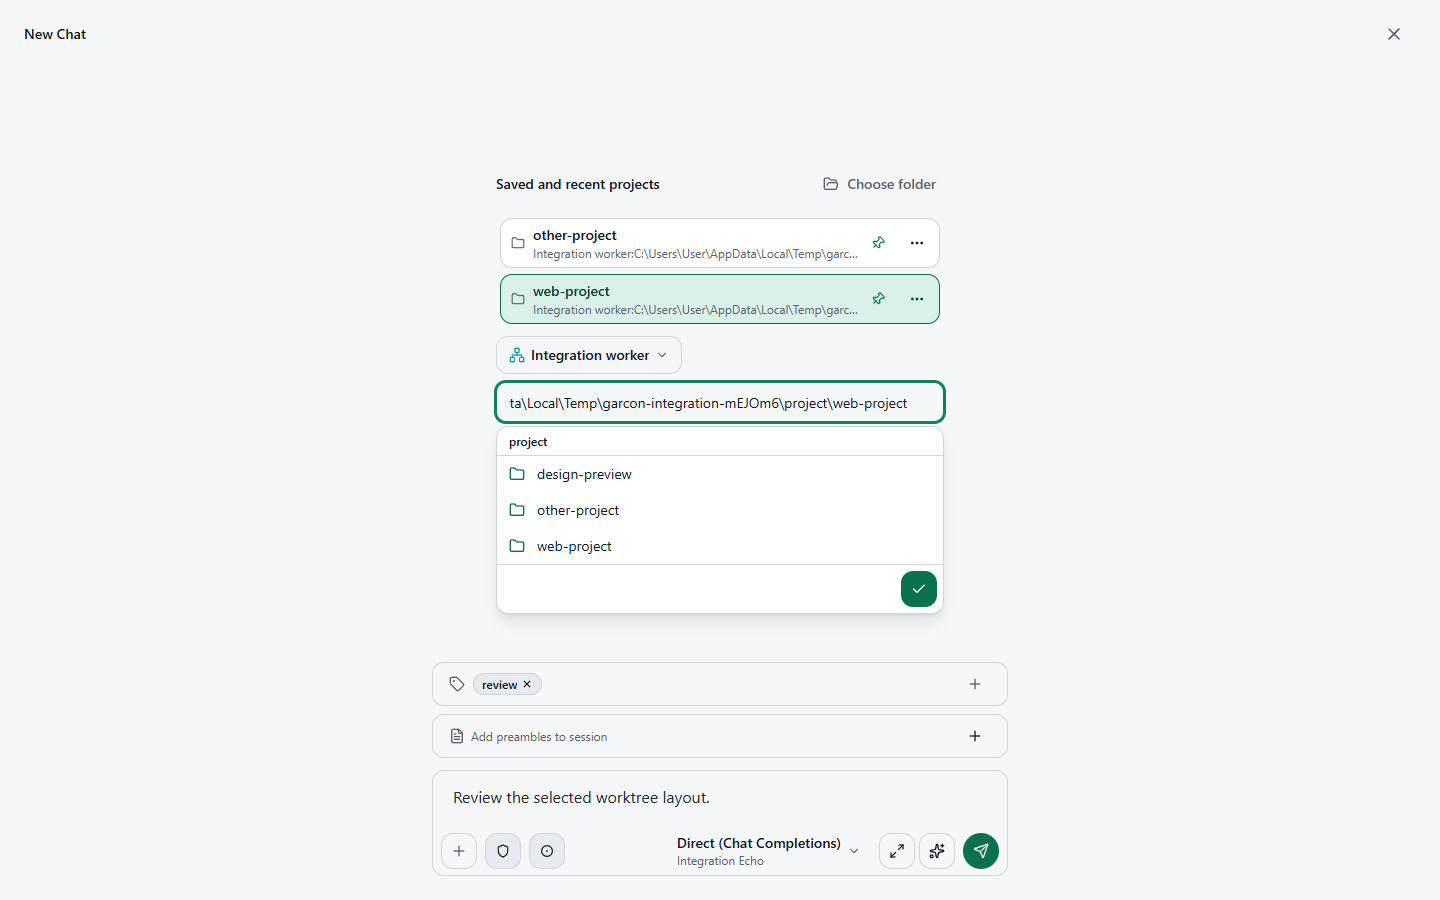 New Chat
Saved and recent projects
Choose folder
other-project
Integration worker:C:\Users\User\AppData\Local\Temp\garc...
web-project
Integration worker:C:\Users\User\AppData\Local\Temp\garc...
Integration worker
ta\Local\Temp\garcon-integration-mEJOm6\project\web-project
project
design-preview
other-project
web-project
review
Add preambles to session
Review the selected worktree layout.
Direct (Chat Completions)
Integration Echo